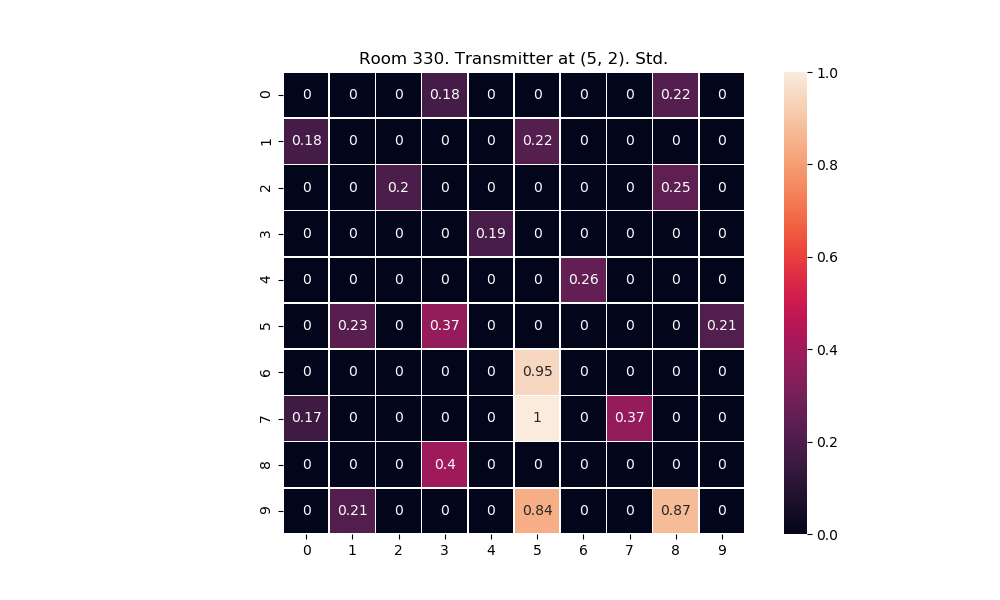 Room 330. Transmitter at (5, 2). Std.
0 0 0 0 0.18 0 0 0 0 0.22 0
1 0.18 0 0 0 0 0.22 0 0 0 0
2 0 0 0.2 0 0 0 0 0 0.25 0
3 0 0 0 0 0.19 0 0 0 0 0
4 0 0 0 0 0 0 0.26 0 0 0
5 0 0.23 0 0.37 0 0 0 0 0 0.21
6 0 0 0 0 0 0.95 0 0 0 0
7 0.17 0 0 0 0 1 0 0.37 0 0
8 0 0 0 0.4 0 0 0 0 0 0
9 0 0.21 0 0 0 0.84 0 0 0.87 0
0 1 2 3 4 5 6 7 8 9
1.0
0.8
0.6
0.4
0.2
0.0